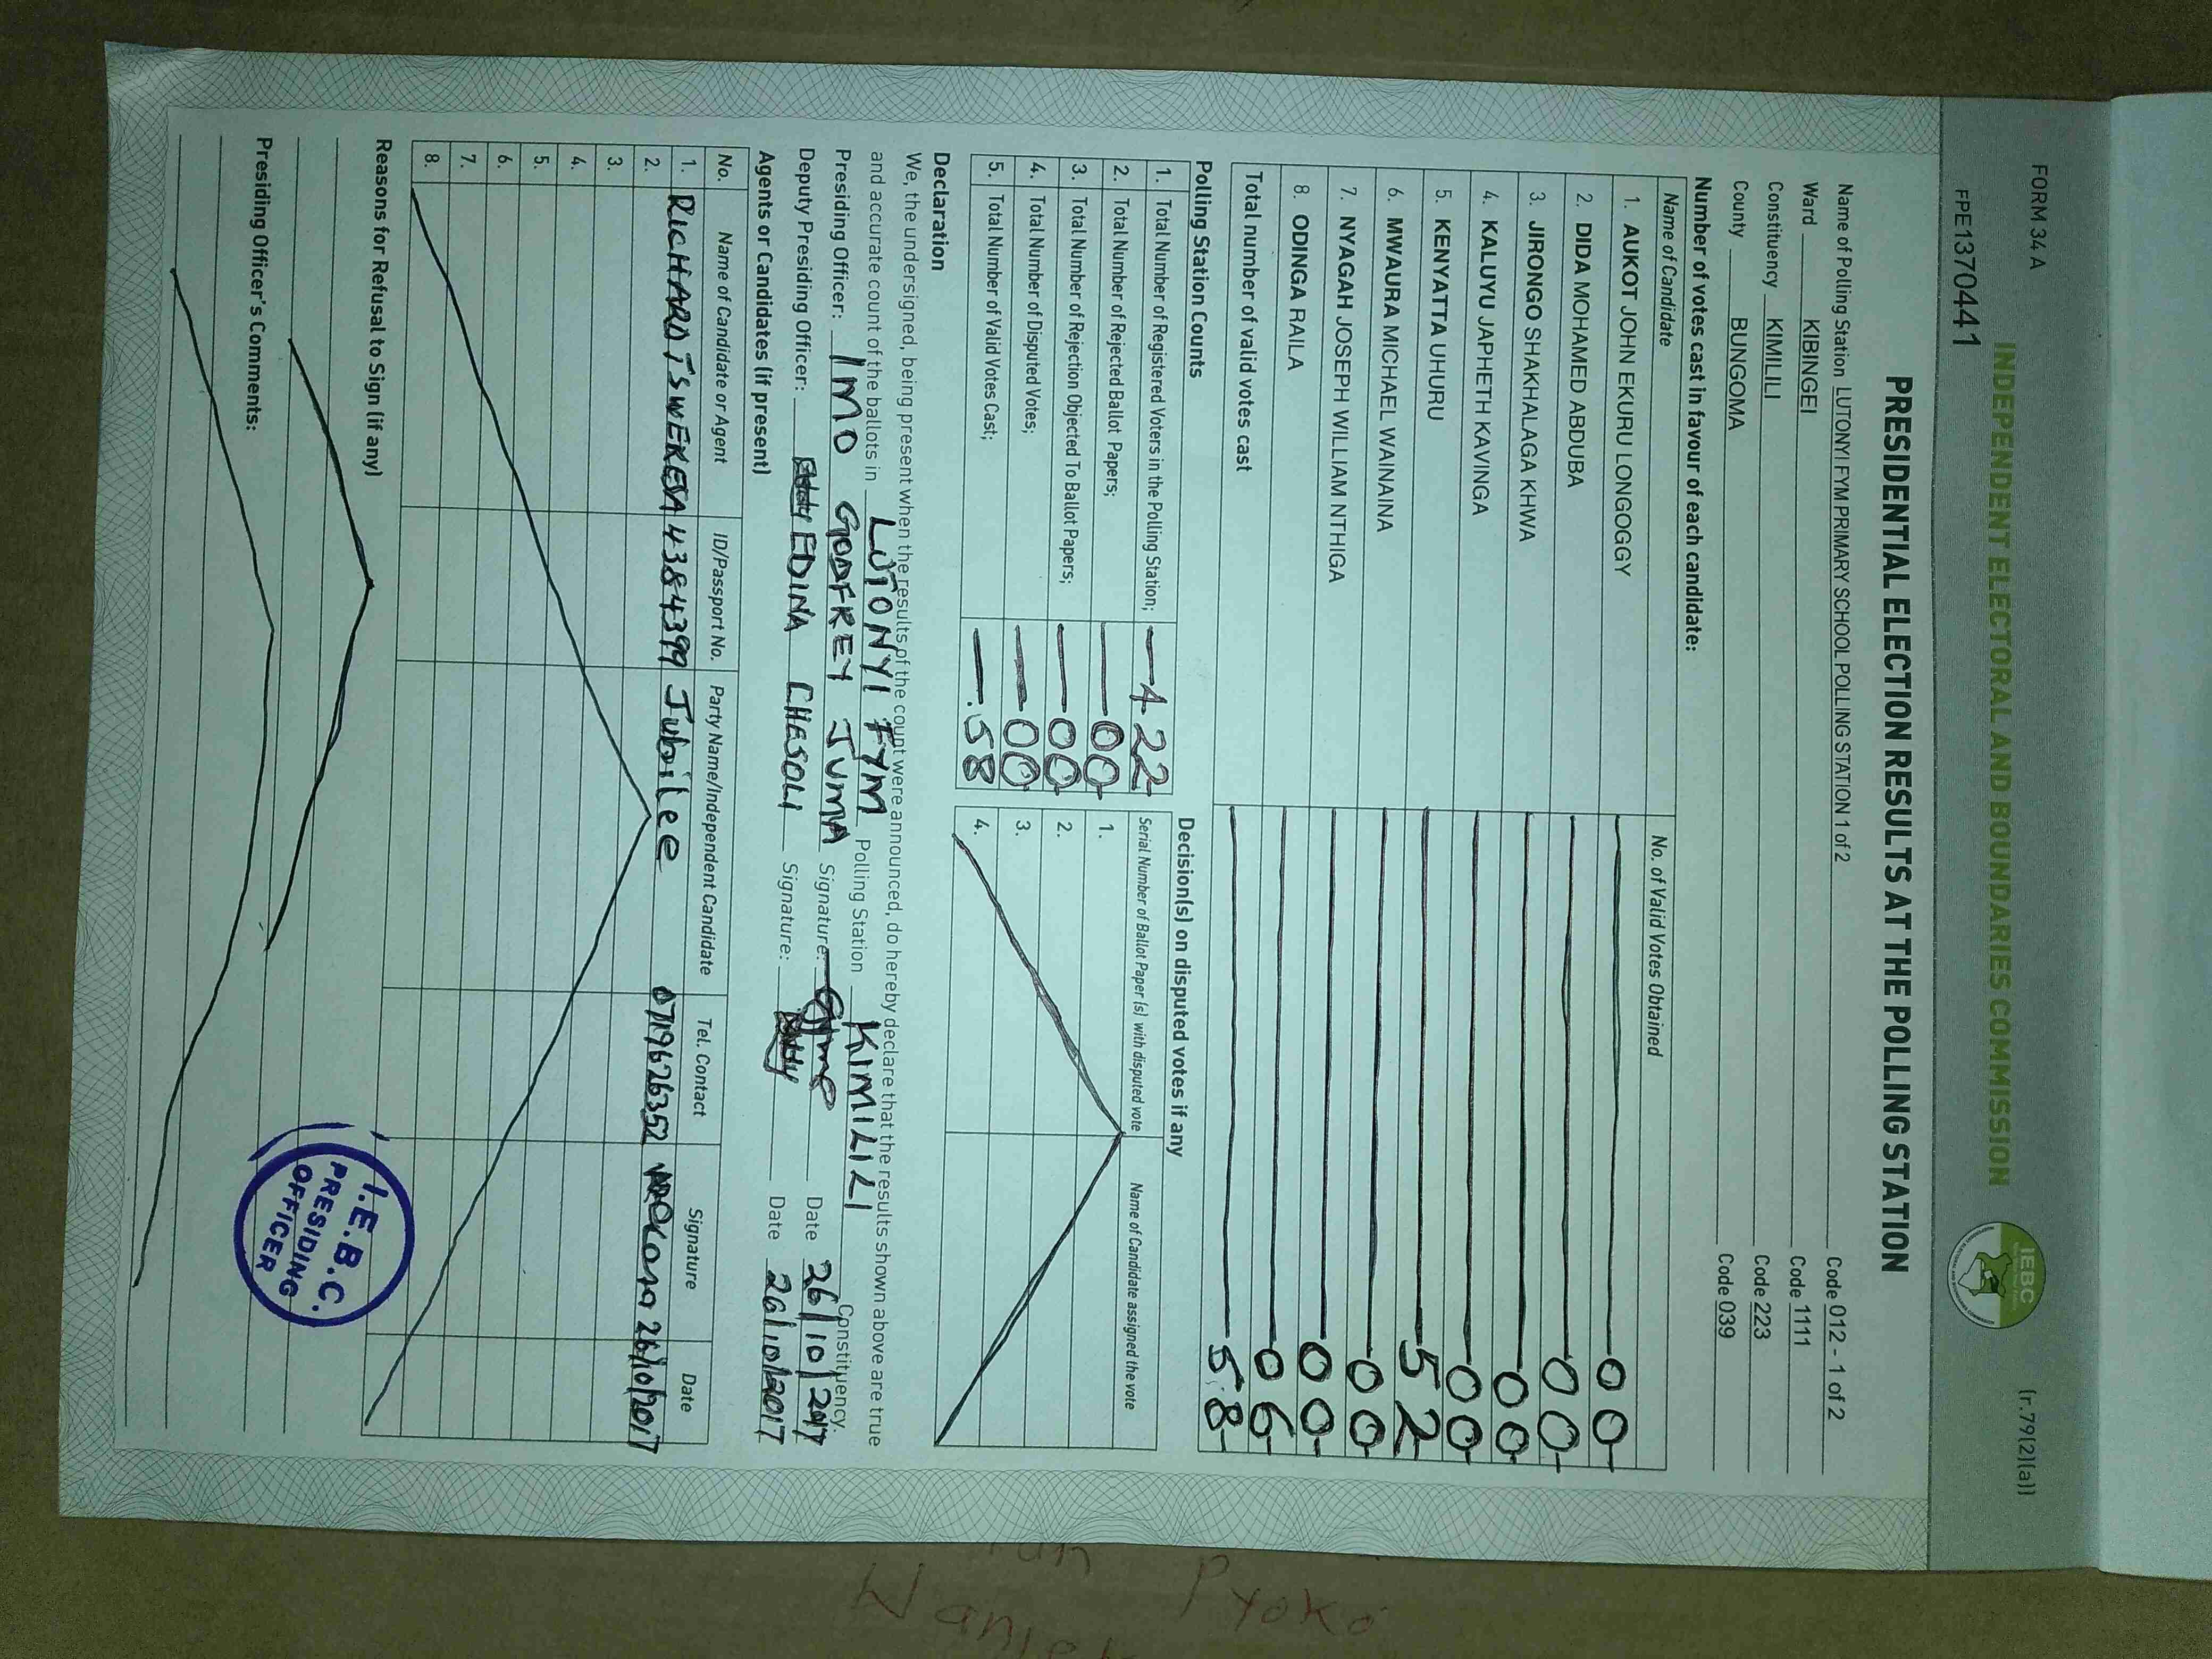 FORM 34 A
(r.79(2)(a))
INDEPENDENT ELECTORAL AND BOUNDARIES COMMISSION
IEBC
FPE1370441
PRESIDENTIAL ELECTION RESULTS AT THE POLLING STATION
Name of Polling Station LUTONYI FYM PRIMARY SCHOOL POLLING STATION 1 of 2 Code 012 - 1 of 2
Ward KIBINGEI Code 1111
Constituency KIMILILI Code 223
County BUNGOMA Code 039
Number of votes cast in favour of each candidate:
Name of Candidate No. of Valid Votes Obtained
1. AUKOT JOHN EKURU LONGOGGY 00
2. DIDA MOHAMED ABDUBA 00
3. JIRONGO SHAKHALAGA KHWA 00
4. KALUYU JAPHETH KAVINGA 00
5. KENYATTA UHURU 52
6. MWAURA MICHAEL WAINAINA 00
7. NYAGAH JOSEPH WILLIAM NTHIGA 00
8. ODINGA RAILA 06
Total number of valid votes cast 58
Polling Station Counts
1. Total Number of Registered Voters in the Polling Station; 422
2. Total Number of Rejected Ballot Papers; 00
3. Total Number of Rejection Objected To Ballot Papers; 00
4. Total Number of Disputed Votes; 00
5. Total Number of Valid Votes Cast; 58
Decision(s) on disputed votes if any
Serial Number of Ballot Paper (s) with disputed vote Name of Candidate assigned the vote
1.
2.
3.
4.
Declaration
We, the undersigned, being present when the results of the count were announced, do hereby declare that the results shown above are true
and accurate count of the ballots in LUTONYI FYM Polling Station KIMILILI Constituency.
Presiding Officer: IMO GODFREY JUMA Signature: Date 26/10/2017
Deputy Presiding Officer: EDINA CHESOLI Signature: Date 26/10/2017
Agents or Candidates (if present)
No. Name of Candidate or Agent ID/Passport No. Party Name/Independent Candidate Tel. Contact Signature Date
1. RICHARD TS WEKESA 4384399 Jubilee 0719626352 26/10/2017
2.
3.
4.
5.
6.
7.
8.
Reasons for Refusal to Sign (if any)
Presiding Officer's Comments:
I.E.B.C.
PRESIDING
OFFICER
Pyoko